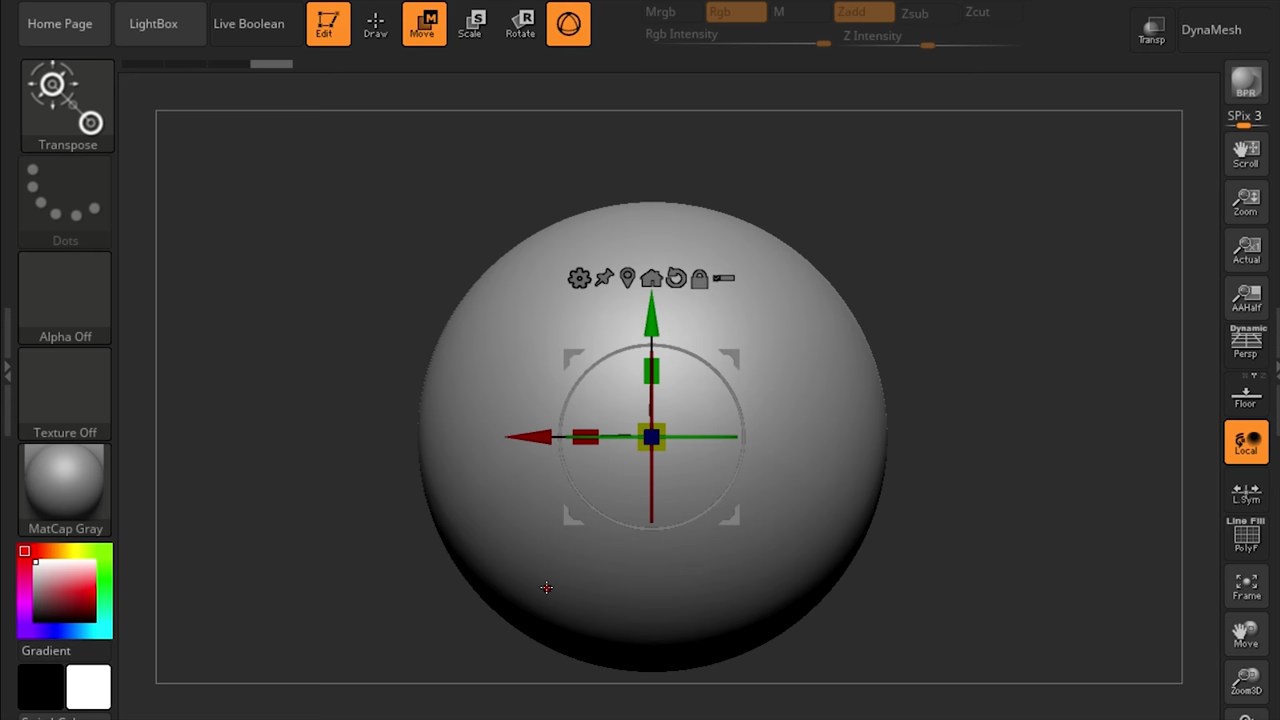 Home Page
LightBox
Live Boolean
Edit
Draw
Move
Scale
Rotate
Mrgb
Rgb
M
Zadd
Zsub
Zcut
Rgb Intensity
Z Intensity
Transp
DynaMesh
Transpose
Dots
Alpha Off
Texture Off
MatCap Gray
Gradient
BPR
SPix 3
Scroll
Zoom
Actual
AAHalf
Dynamic
Persp
Floor
Local
L.Sym
Line Fill
PolyF
Frame
Move
Zoom3D